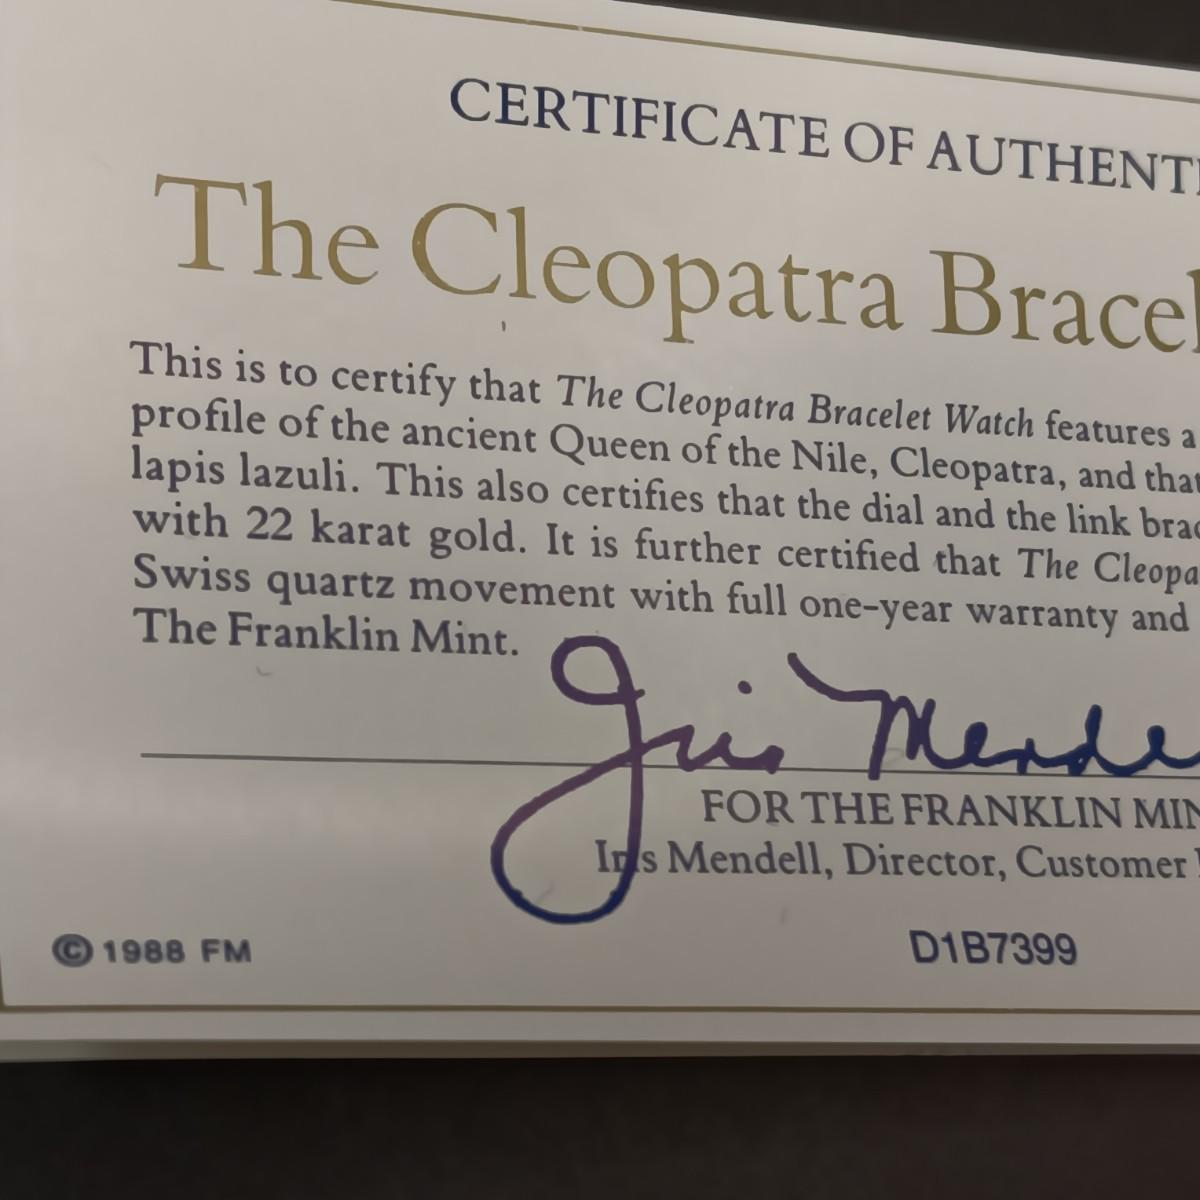 CERTIFICATE OF AUTHENTI
The Cleopatra Bracel
This is to certify that The Cleopatra Bracelet Watch features a
profile of the ancient Queen of the Nile, Cleopatra, and that
lapis lazuli. This also certifies that the dial and the link brac
with 22 karat gold. It is further certified that The Cleopa
Swiss quartz movement with full one-year warranty and
The Franklin Mint.
Iris Mende
FOR THE FRANKLIN MIN
Iris Mendell, Director, Customer
© 1988 FM
D1B7399